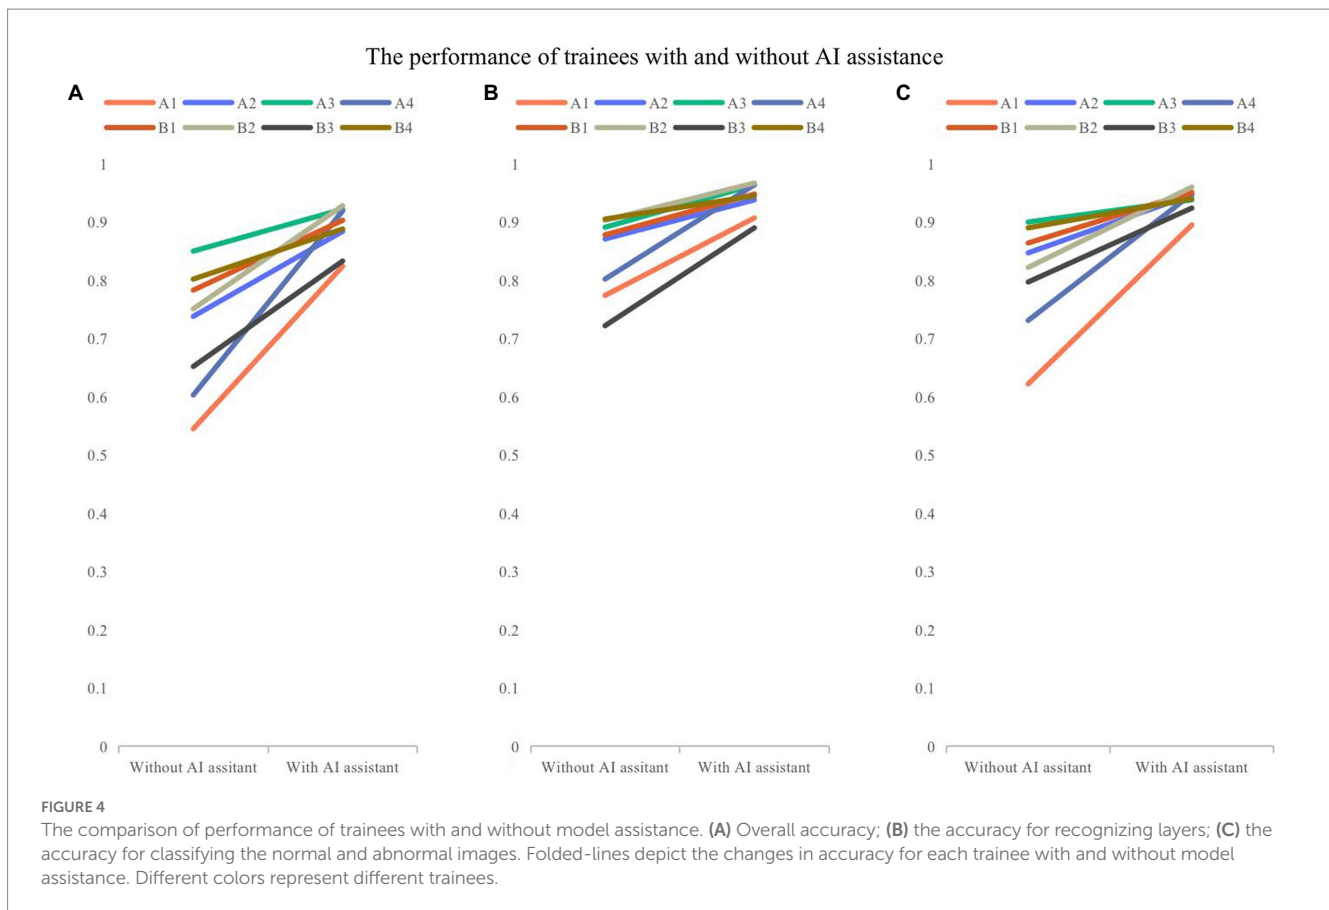 The performance of trainees with and without AI assistance
A
A1 A2 A3 A4
B1 B2 B3 B4
1
0.9
0.8
0.7
0.6
0.5
0.4
0.3
0.2
0.1
0
Without AI assitant With AI assistant
B
A1 A2 A3 A4
B1 B2 B3 B4
1
0.9
0.8
0.7
0.6
0.5
0.4
0.3
0.2
0.1
0
Without AI assitant With AI assistant
C
A1 A2 A3 A4
B1 B2 B3 B4
1
0.9
0.8
0.7
0.6
0.5
0.4
0.3
0.2
0.1
0
Without AI assitant With AI assistant
FIGURE 4
The comparison of performance of trainees with and without model assistance. (A) Overall accuracy; (B) the accuracy for recognizing layers; (C) the
accuracy for classifying the normal and abnormal images. Folded-lines depict the changes in accuracy for each trainee with and without model
assistance. Different colors represent different trainees.